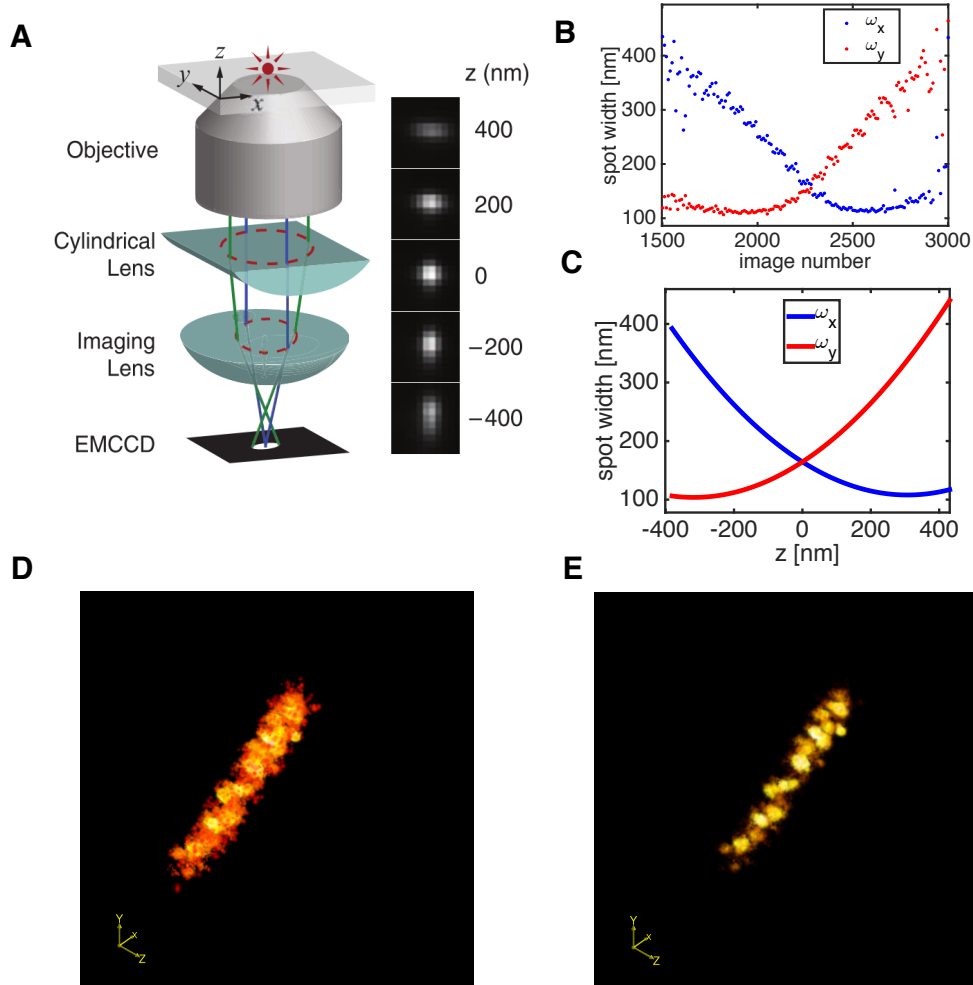 A
z
y
x
z (nm)
400
Objective
200
Cylindrical
Lens
0
Imaging
Lens
−200
−400
EMCCD
B
ωx
ωy
400
300
200
100
spot width [nm]
1500 2000 2500 3000
image number
C
ωx
ωy
400
300
200
100
spot width [nm]
-400 -200 0 200 400
z [nm]
D
Y
X
Z
E
Y
X
Z